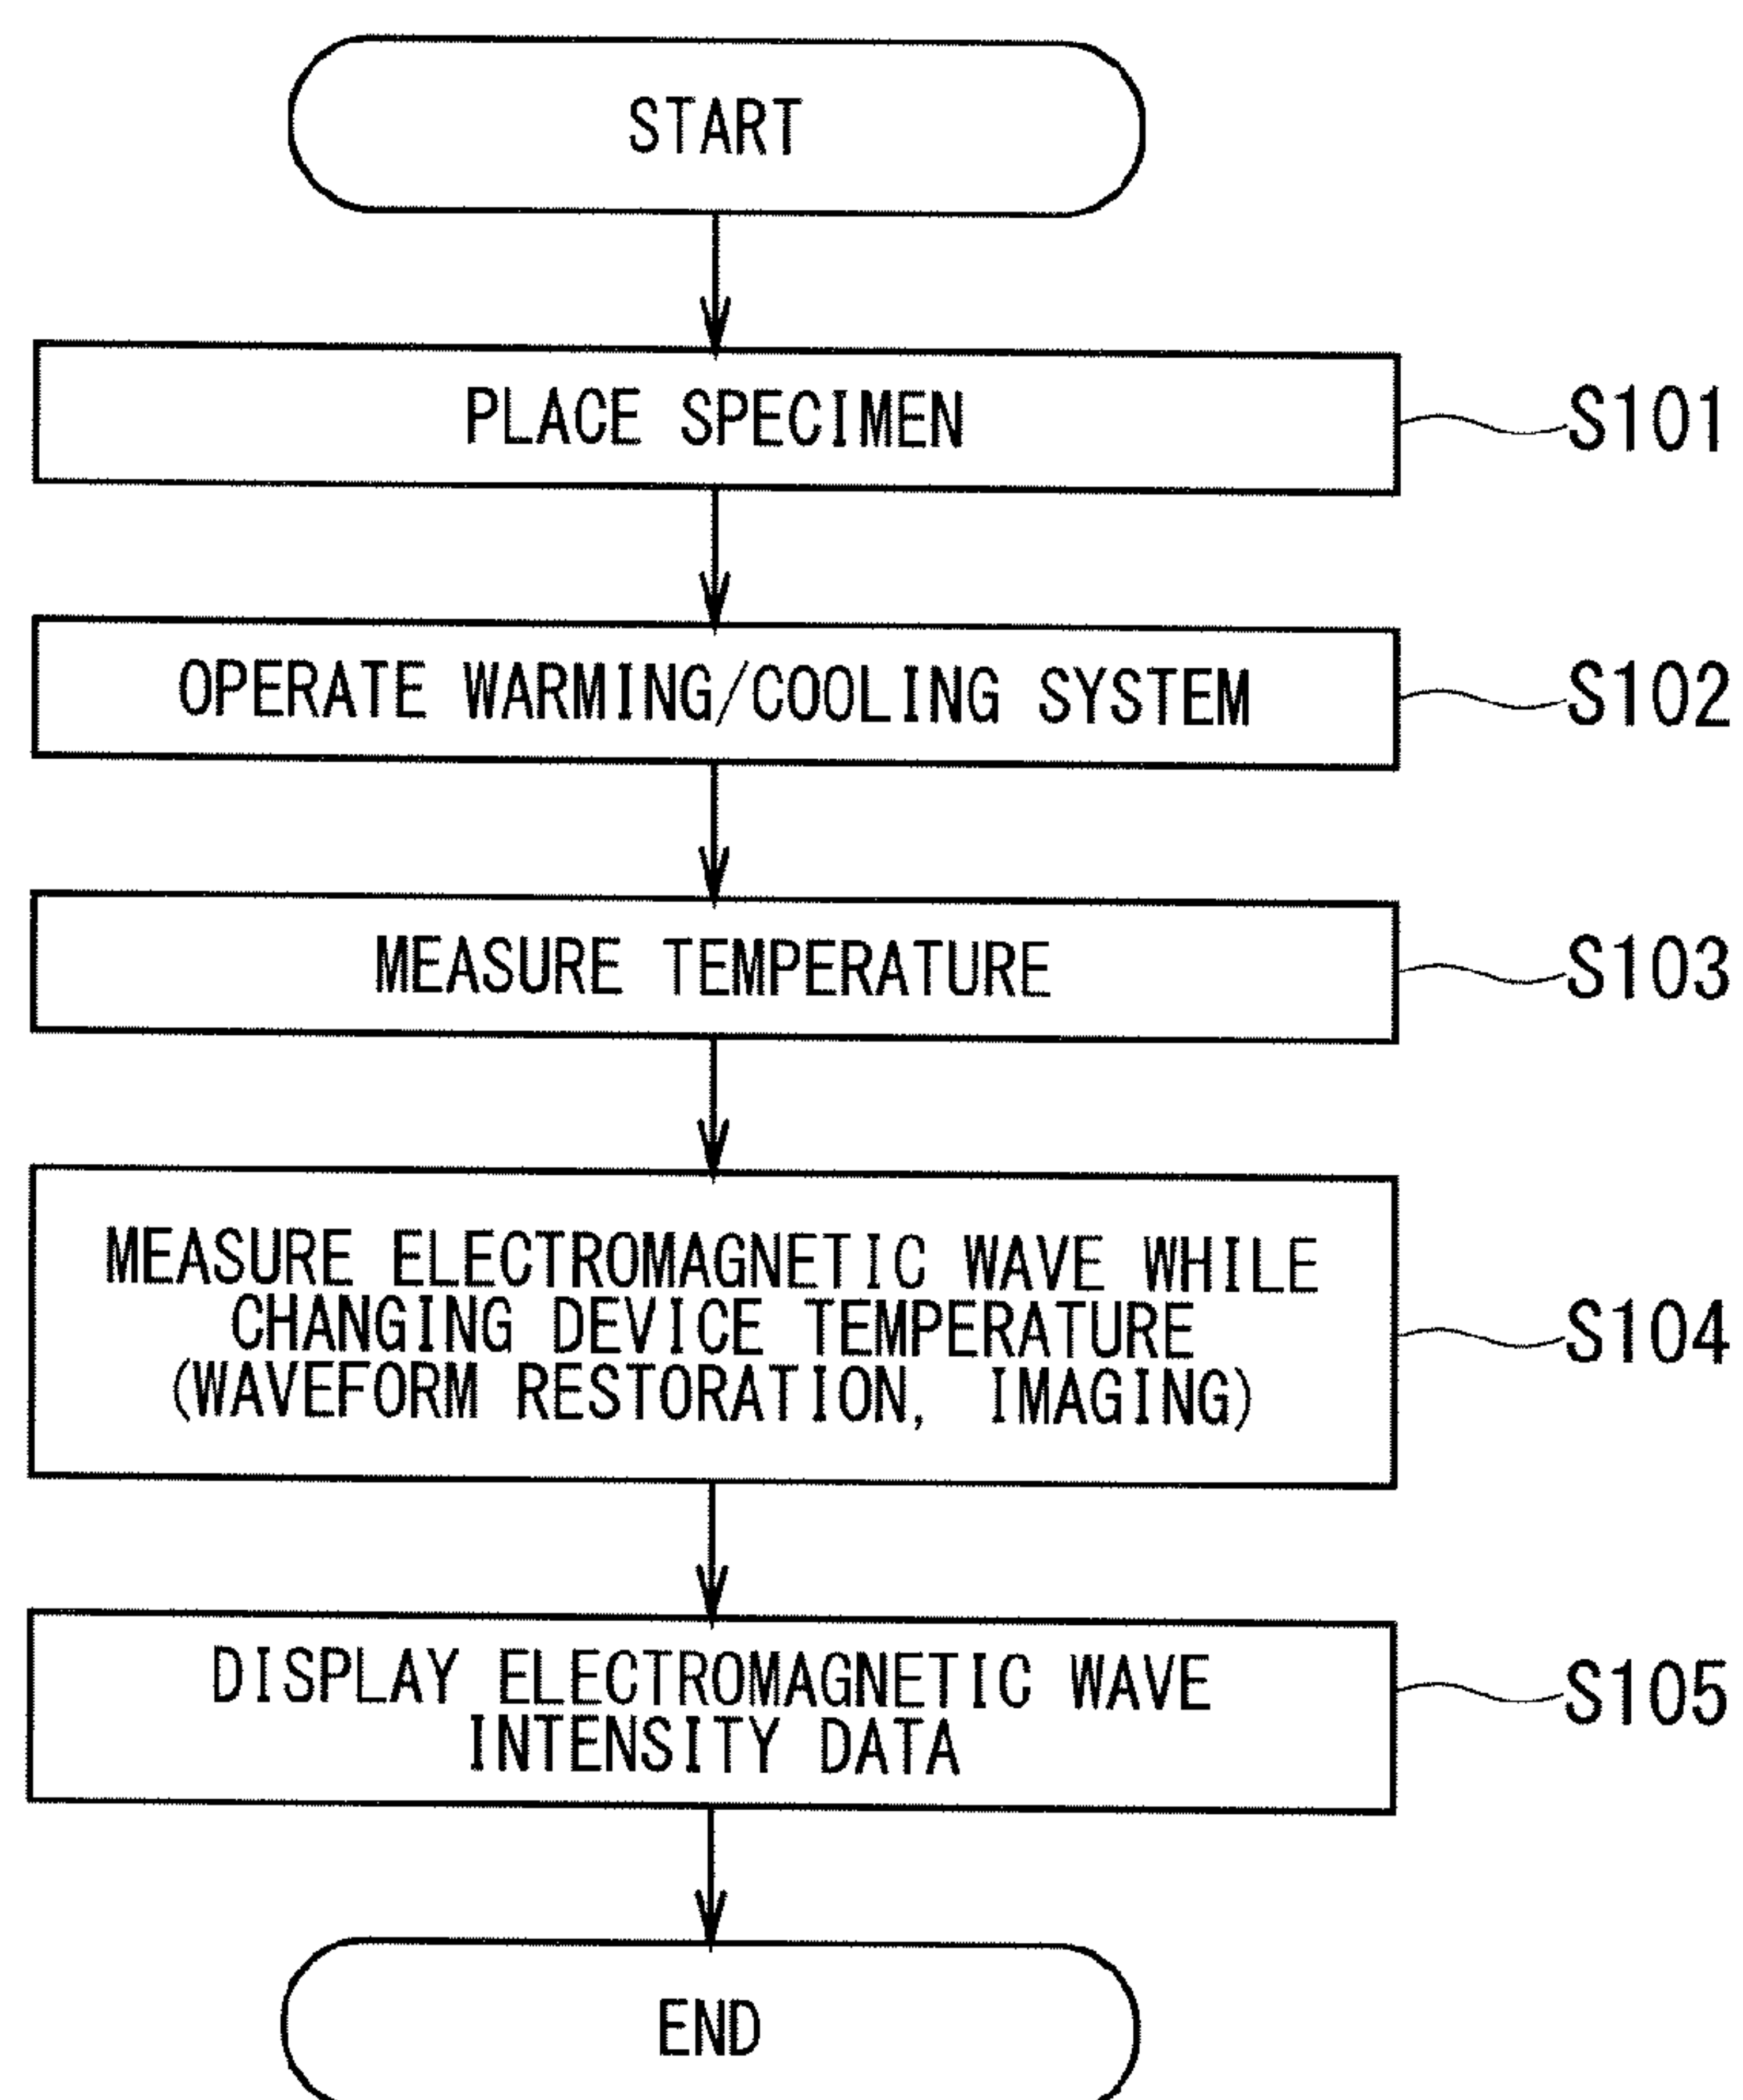 START
PLACE SPECIMEN
S101
OPERATE WARMING/COOLING SYSTEM
S102
MEASURE TEMPERATURE
S103
MEASURE ELECTROMAGNETIC WAVE WHILE
CHANGING DEVICE TEMPERATURE
(WAVEFORM RESTORATION, IMAGING)
S104
DISPLAY ELECTROMAGNETIC WAVE
INTENSITY DATA
S105
END